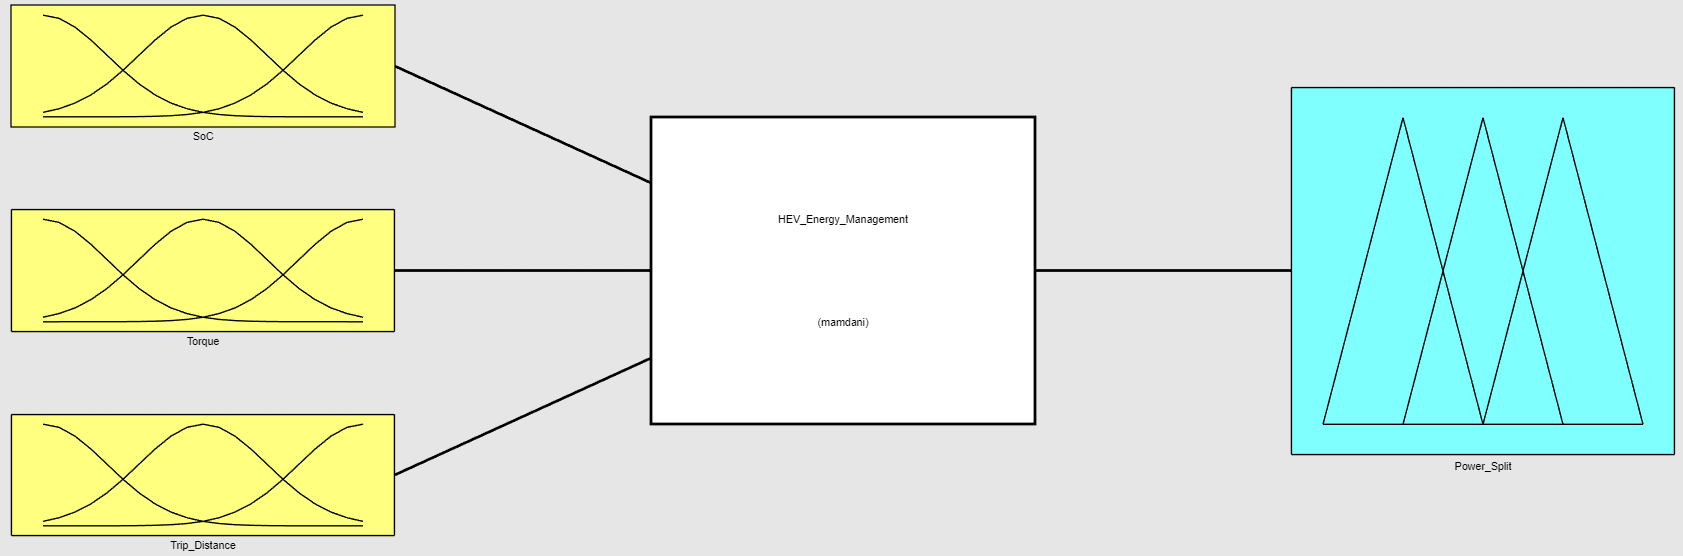 SoC
Torque
Trip_Distance
HEV_Energy_Management
(mamdani)
Power_Split